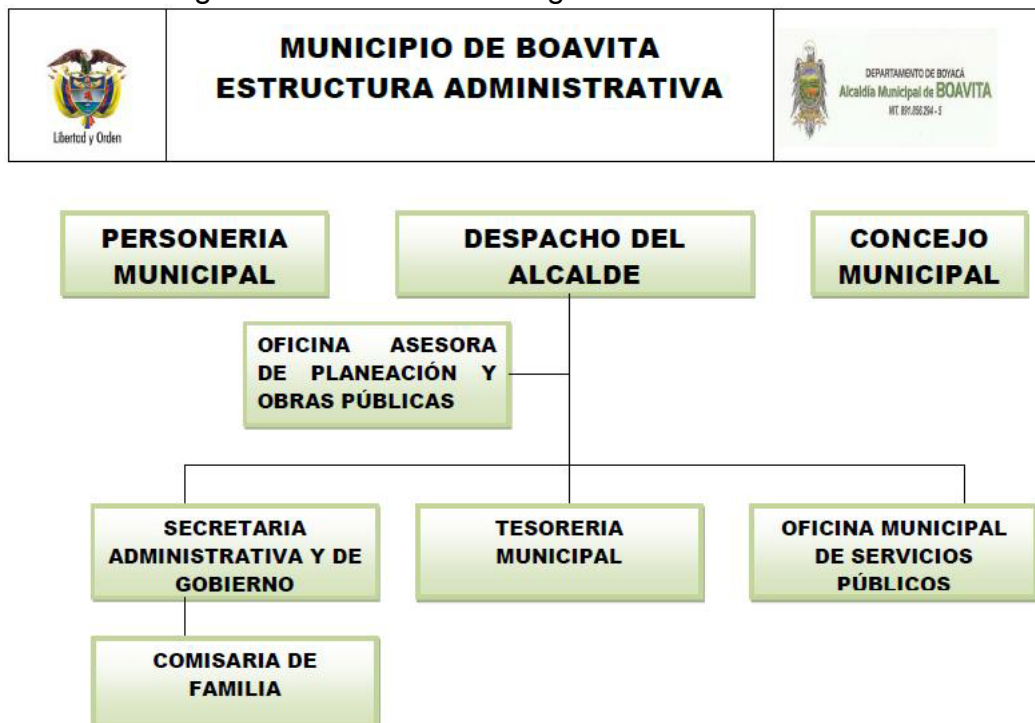 MUNICIPIO DE BOAVITA
ESTRUCTURA ADMINISTRATIVA
Libertad y Orden
DEPARTAMENTO DE BOYACÁ
Alcaldía Municipal de BOAVITA
PERSONERIA
MUNICIPAL
DESPACHO DEL
ALCALDE
CONCEJO
MUNICIPAL
OFICINA ASESORA
DE PLANEACIÓN Y
OBRAS PÚBLICAS
SECRETARIA
ADMINISTRATIVA Y DE
GOBIERNO
TESORERIA
MUNICIPAL
OFICINA MUNICIPAL
DE SERVICIOS
PÚBLICOS
COMISARIA DE
FAMILIA